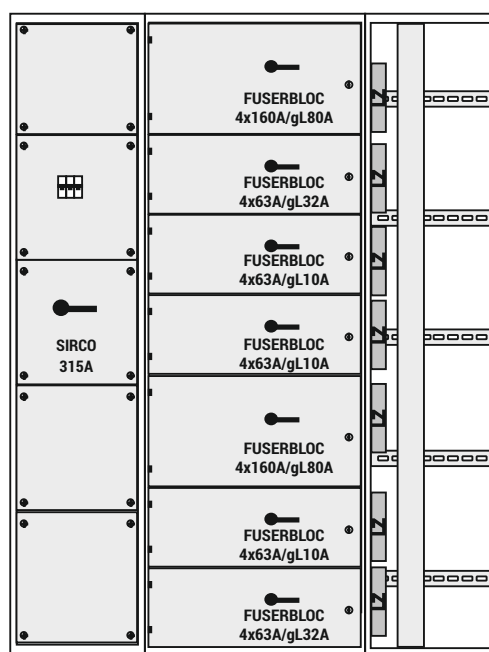 FUSERBLOC
4x160A/gL80A
FUSERBLOC
4x63A/gL32A
FUSERBLOC
4x63A/gL10A
SIRCO
315A
FUSERBLOC
4x63A/gL10A
FUSERBLOC
4x160A/gL80A
FUSERBLOC
4x63A/gL10A
FUSERBLOC
4x63A/gL32A